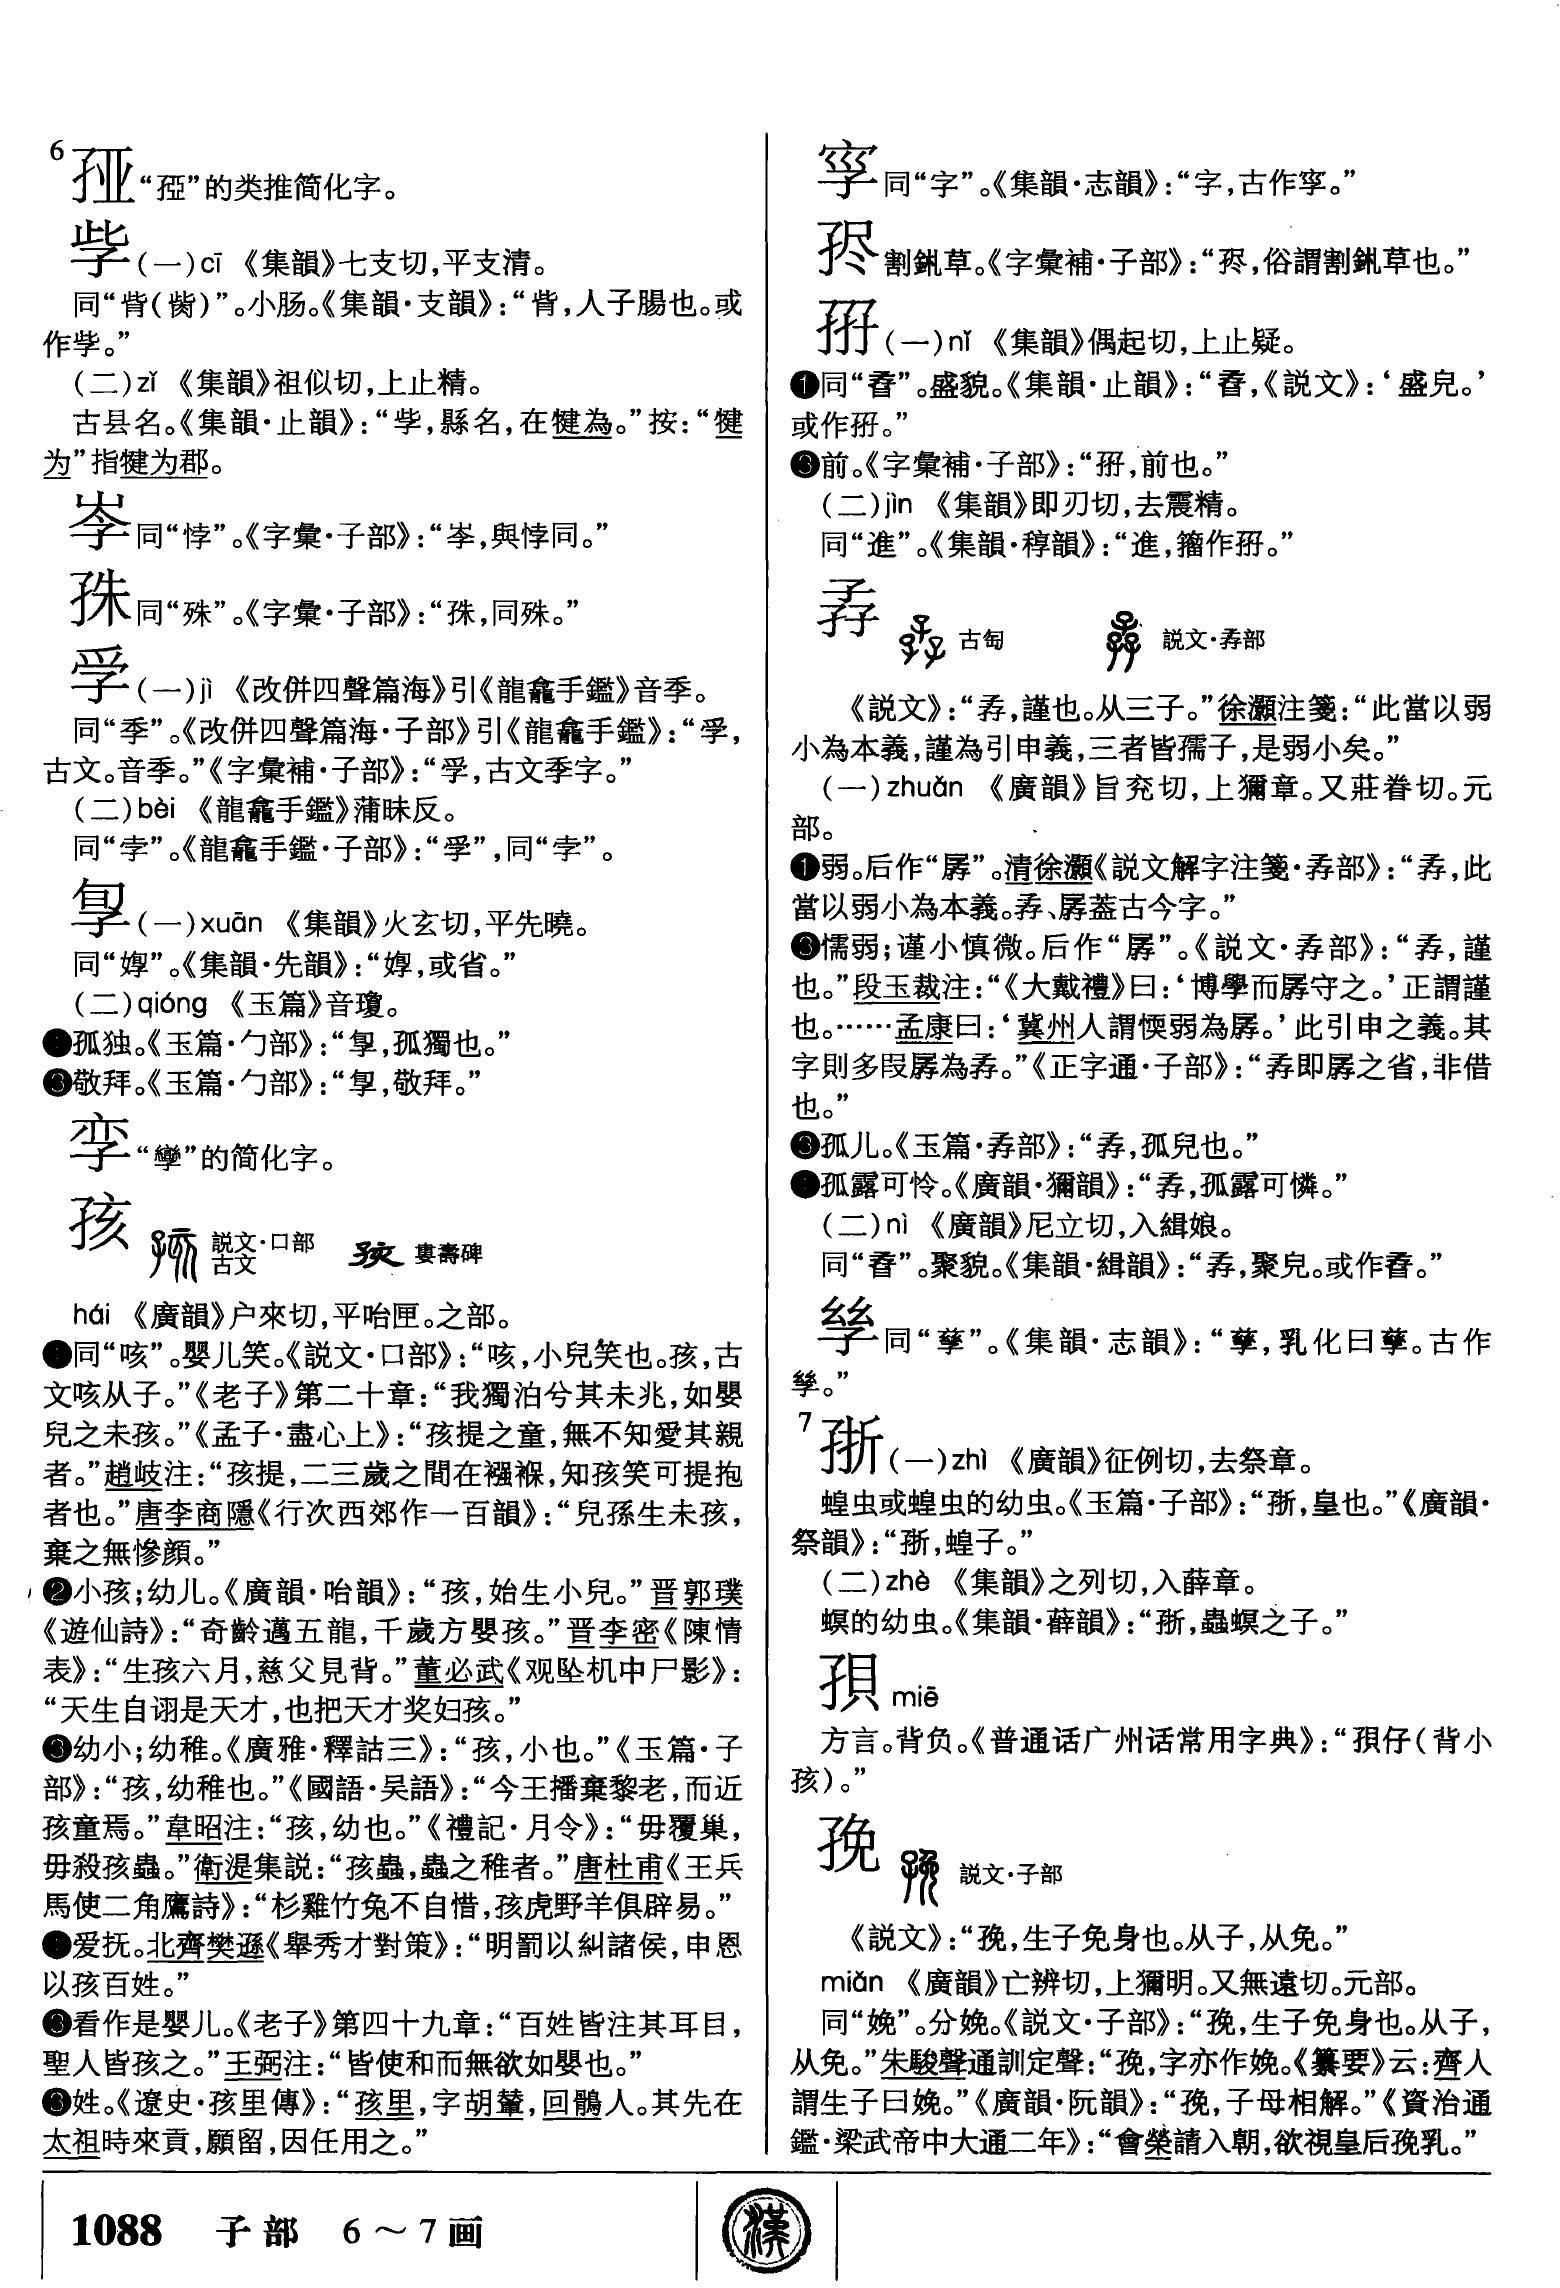 6
“孲”的类推简化字。
㧘(一)cī 《集韻》七支切,平支清。
同“胔(㱴)”。小肠。《集韻·支韻》:“胔,人子腸也。或
作㧘。”
(二)zǐ 《集韻》祖似切,上止精。
古县名。《集韻·止韻》:“㧘,縣名,在犍為。”按:“犍
为”指犍为郡。
同“悖”。《字彙·子部》:“㟒,與悖同。”
同“殊”。《字彙·子部》:“㧣,同殊。”
(一)jì 《改併四聲篇海》引《龍龕手鑑》音季。
同“季”。《改併四聲篇海·子部》引《龍龕手鑑》:“
古文。音季。”《字彙補·子部》:“,古文季字。”
(二)bèi 《龍龕手鑑》蒲昧反。
同“孛”。《龍龕手鑑·子部》:“”,同“孛”。
(一)xuān 《集韻》火玄切,平先曉。
同“㛹”。《集韻·先韻》:“㛹,或省。”
(二)qióng 《玉篇》音瓊。
❶孤独。《玉篇·勹部》:“,孤獨也。”
❷敬拜。《玉篇·勹部》:“,敬拜。”
孪“孿”的简化字。
孩 説文·口部 古文 婁壽碑
hái 《廣韻》户來切,平咍匣。之部。
❶同“咳”。嬰儿笑。《説文·口部》:“咳,小兒笑也。孩,古
文咳从子。”《老子》第二十章:“我獨泊兮其未兆,如嬰
兒之未孩。”《孟子·盡心上》:“孩提之童,無不知愛其親
者。”趙岐注:“孩提,二三歲之間在襁褓,知孩笑可提抱
者也。”唐李商隱《行次西郊作一百韻》:“兒孫生未孩,
棄之無慘顔。”
❷小孩;幼儿。《廣韻·咍韻》:“孩,始生小兒。”晋郭璞
《遊仙詩》:“奇齡邁五龍,千歲方嬰孩。”晋李密《陳情
表》:“生孩六月,慈父見背。”董必武《观坠机中尸影》:
“天生自诩是天才,也把天才奖妇孩。”
❸幼小;幼稚。《廣雅·釋詁三》:“孩,小也。”《玉篇·子
部》:“孩,幼稚也。”《國語·吴語》:“今王播棄黎老,而近
孩童焉。”韋昭注:“孩,幼也。”《禮記·月令》:“毋覆巢,
毋殺孩蟲。”衛湜集説:“孩蟲,蟲之稚者。”唐杜甫《王兵
馬使二角鷹詩》:“杉雞竹兔不自惜,孩虎野羊俱辟易。”
❹爱抚。北齊樊遜《舉秀才對策》:“明罰以糾諸侯,申恩
以孩百姓。”
❺看作是嬰儿。《老子》第四十九章:“百姓皆注其耳目,
聖人皆孩之。”王弼注:“皆使和而無欲如嬰也。”
❻姓。《遼史·孩里傳》:“孩里,字胡輦,回鶻人。其先在
太祖時來貢,願留,因任用之。”
同“字”。《集韻·志韻》:“字,古作。”
割釓草。《字彙補·子部》:“,俗謂割釓草也。”
(一)nǐ 《集韻》偶起切,上止疑。
❶同“孴”。盛貌。《集韻·止韻》:“孴,《説文》:‘盛皃。’
或作孖。”
❷前。《字彙補·子部》:“,前也。”
(二)jìn 《集韻》即刃切,去震精。
同“進”。《集韻·稕韻》:“進,籀作。”
孨 古匋 説文·孨部
《説文》:“孨,謹也。从三子。”徐灝注箋:“此當以弱
小為本義,謹為引申義,三者皆孺子,是弱小矣。”
(一)zhuǎn 《廣韻》旨兖切,上獮章。又莊眷切。元
部。
❶弱。后作“孱”。清徐灝《説文解字注箋·孨部》:“孨,此
當以弱小為本義。孨、孱蓋古今字。”
❷懦弱;谨小慎微。后作“孱”。《説文·孨部》:“孨,謹
也。”段玉裁注:“《大戴禮》曰:‘博學而孱守之。’正謂謹
也。……孟康曰:‘冀州人謂愞弱為孱。’此引申之義。其
字則多叚孱為孨。”《正字通·子部》:“孨即孱之省,非借
也。”
❸孤儿。《玉篇·孨部》:“孨,孤兒也。”
❹孤露可怜。《廣韻·獮韻》:“孨,孤露可憐。”
(二)nì 《廣韻》尼立切,入緝娘。
同“孴”。聚貌。《集韻·緝韻》:“孨,聚皃。或作孴。”
同“孳”。《集韻·志韻》:“孳,乳化曰孳。古作
。”
7
(一)zhì 《廣韻》征例切,去祭章。
蝗虫或蝗虫的幼虫。《玉篇·子部》:“,皇也。”《廣韻·
祭韻》:“,蝗子。”
(二)zhè 《集韻》之列切,入薛章。
螟的幼虫。《集韻·薛韻》:“,蟲螟之子。”
孭 miē
方言。背负。《普通话广州话常用字典》:“孭仔(背小
孩)。”
㝃 説文·子部
《説文》:“㝃,生子免身也。从子,从免。”
miǎn 《廣韻》亡辨切,上獮明。又無遠切。元部。
同“娩”。分娩。《説文·子部》:“㝃,生子免身也。从子,
从免。”朱駿聲通訓定聲:“㝃,字亦作娩。《纂要》云:齊人
謂生子曰娩。”《廣韻·阮韻》:“㝃,子母相解。”《資治通
鑑·梁武帝中大通二年》:“會榮請入朝,欲視皇后㝃乳。”
1088 子部 6～7画
漢